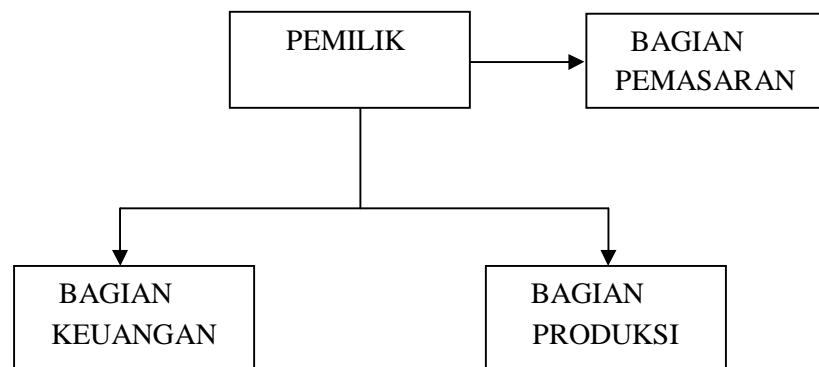 PEMILIK
BAGIAN
PEMASARAN
BAGIAN
KEUANGAN
BAGIAN
PRODUKSI